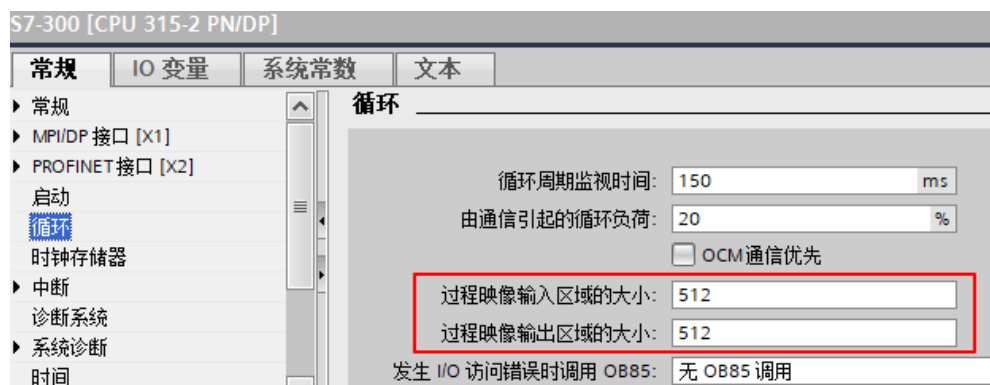 S7-300 [CPU 315-2 PN/DP]
常规 IO 变量 系统常数 文本
常规
MPI/DP 接口 [X1]
PROFINET接口 [X2]
启动
循环
时钟存储器
中断
诊断系统
系统诊断
时间
循环
循环周期监视时间: 150 ms
由通信引起的循环负荷: 20 %
OCM通信优先
过程映像输入区域的大小: 512
过程映像输出区域的大小: 512
发生 I/O 访问错误时调用 OB85: 无 OB85 调用